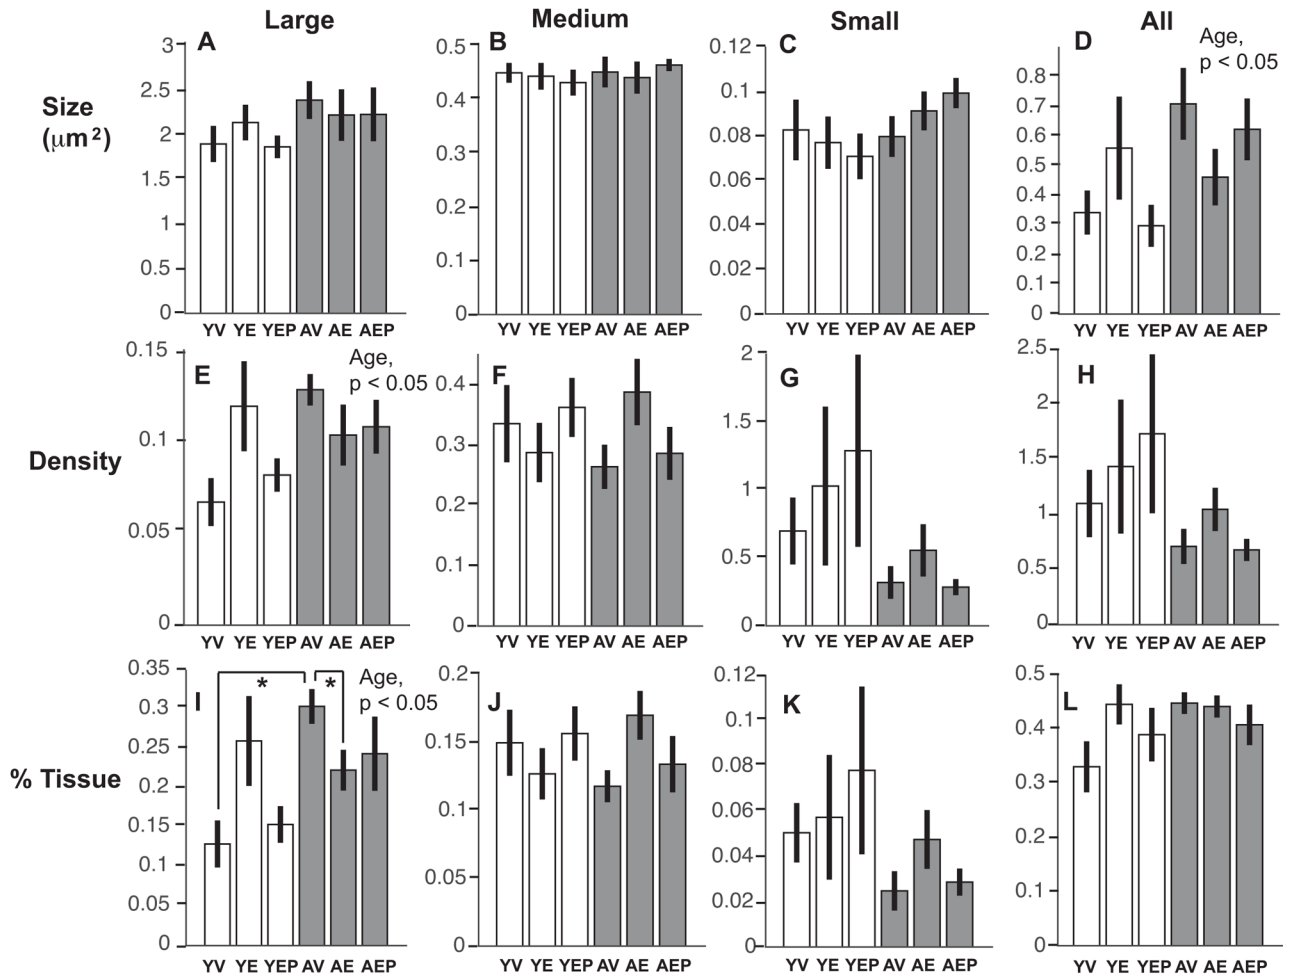 Large
Medium
Small
All
Size
(μm²)
A
3
2.5
2
1.5
1
0.5
0
YV YE YEP AV AE AEP
B
0.5
0.4
0.3
0.2
0.1
0
YV YE YEP AV AE AEP
C
0.12
0.1
0.08
0.06
0.04
0.02
0
YV YE YEP AV AE AEP
D
Age,
p < 0.05
0.8
0.7
0.6
0.5
0.4
0.3
0.2
0.1
0
YV YE YEP AV AE AEP
Density
E
Age,
p < 0.05
0.15
0.1
0.05
0
YV YE YEP AV AE AEP
F
0.4
0.3
0.2
0.1
0
YV YE YEP AV AE AEP
G
2
1.5
1
0.5
0
YV YE YEP AV AE AEP
H
2.5
2
1.5
1
0.5
0
YV YE YEP AV AE AEP
% Tissue
I
* *
Age,
p < 0.05
0.35
0.3
0.25
0.2
0.15
0.1
0.05
0
YV YE YEP AV AE AEP
J
0.2
0.15
0.1
0.05
0
YV YE YEP AV AE AEP
K
0.12
0.1
0.08
0.06
0.04
0.02
0
YV YE YEP AV AE AEP
L
0.5
0.4
0.3
0.2
0.1
0
YV YE YEP AV AE AEP